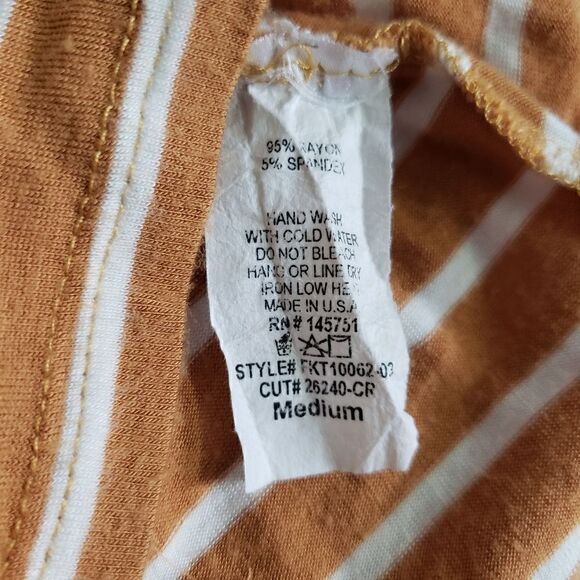 95% RAYON
5% SPANDEX
HAND WASH
WITH COLD WATER
DO NOT BLEACH
HANG OR LINE DRY
IRON LOW HEAT
MADE IN U.S.A
RN# 145751
STYLE# FKT10062-03
CUT# 26240-CR
Medium